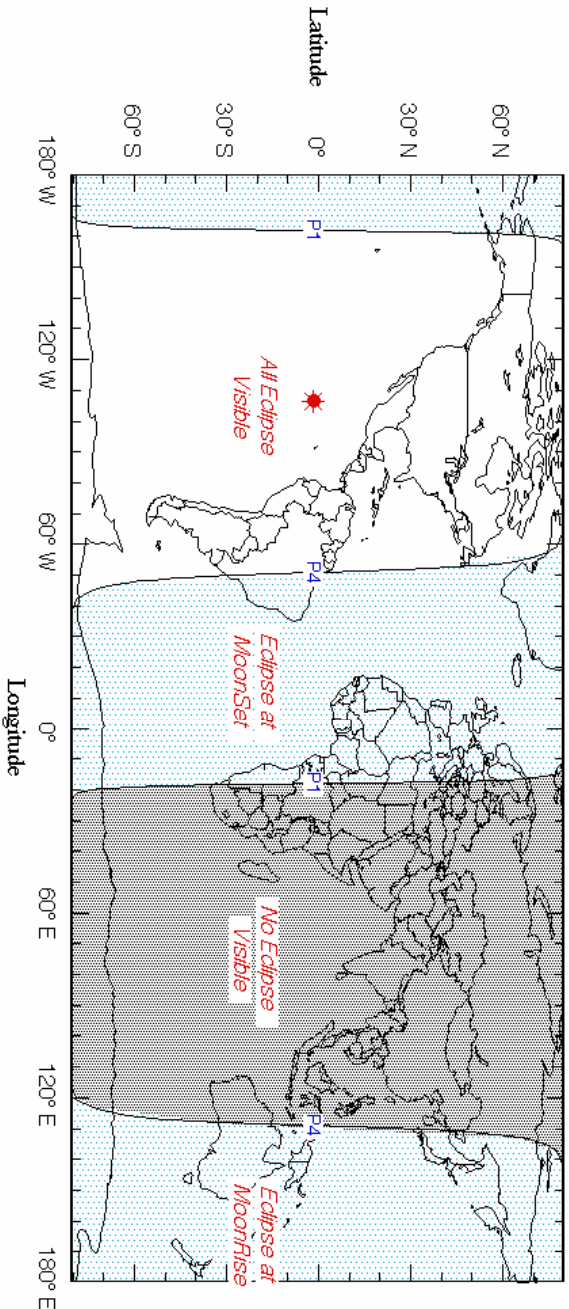 Latitude
60° N
30° N
0°
30° S
60° S
P1
P4
P1
P4
All Eclipse
Visible
Eclipse at
MoonSet
No Eclipse
Visible
Eclipse at
MoonRise
180° W
120° W
60° W
0°
60° E
120° E
180° E
Longitude